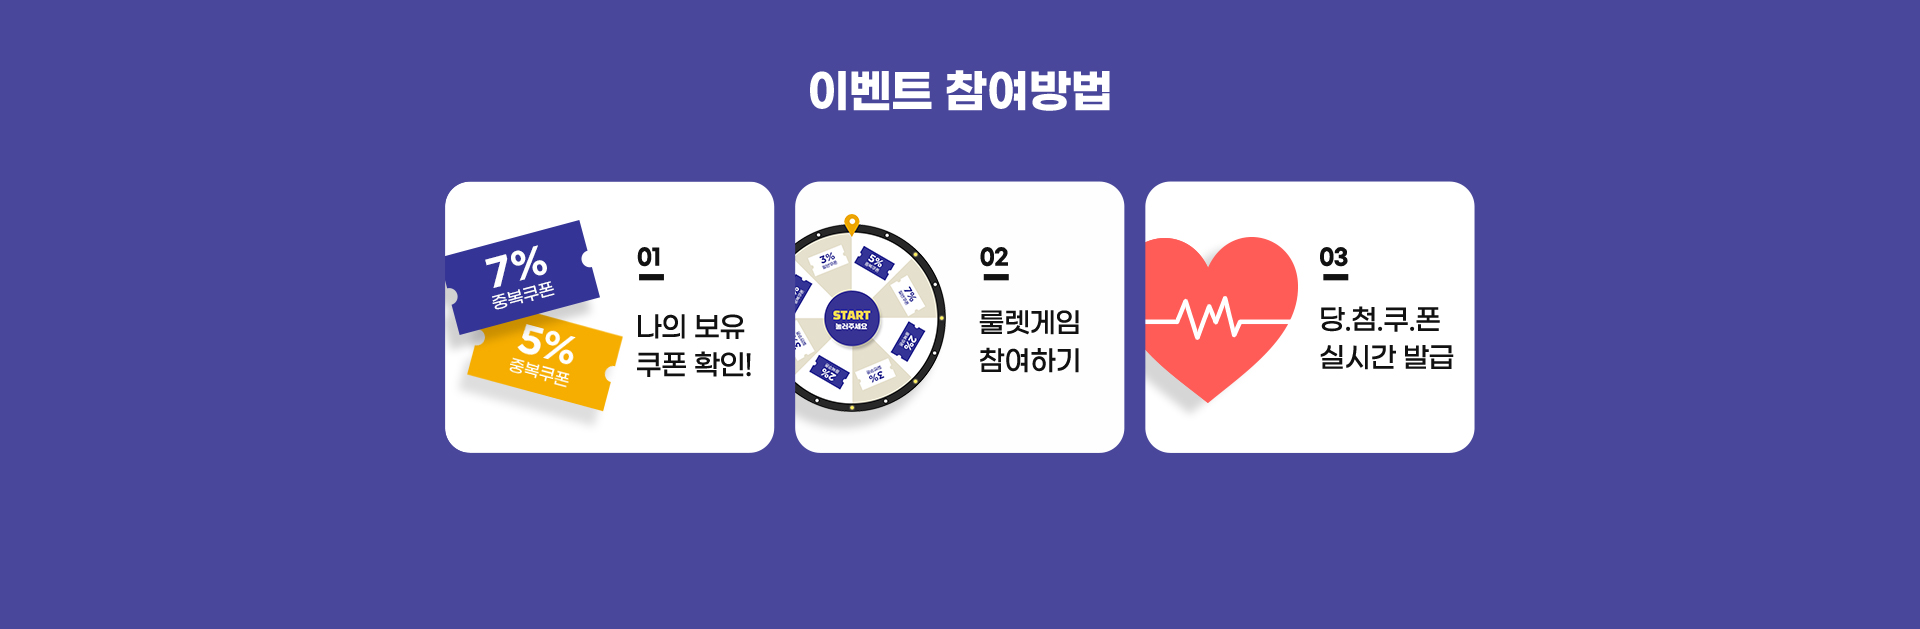 이벤트 참여방법
7%
중복쿠폰
5%
중복쿠폰
01
나의 보유
쿠폰 확인!
3%
5%
7%
2%
3%
2%
START
눌러주세요
02
룰렛게임
참여하기
03
당.첨.쿠.폰
실시간 발급